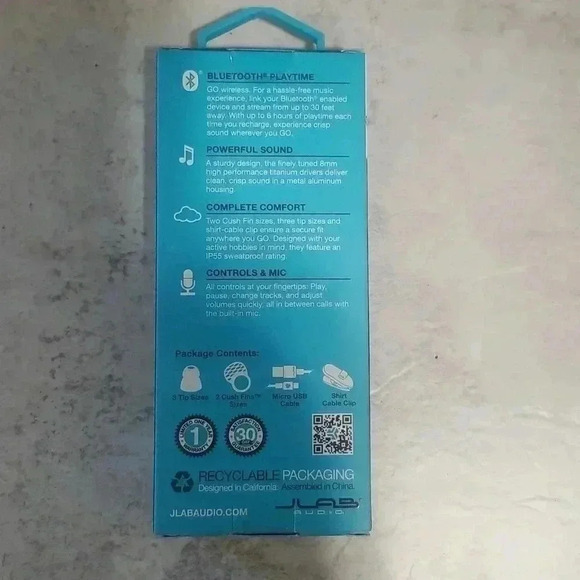 BLUETOOTH® PLAYTIME
GO wireless. For a hassle-free music
experience, link your Bluetooth® enabled
device and stream from up to 30 feet
away. With up to 6 hours of playtime each
time you recharge, experience crisp
sound wherever you GO.
POWERFUL SOUND
A sturdy design, the finely tuned 8mm
high performance titanium drivers deliver
clean, crisp sound in a metal aluminum
housing.
COMPLETE COMFORT
Two Cush Fin sizes, three tip sizes and
shirt-cable clip ensure a secure fit
anywhere you GO. Designed with your
active hobbies in mind, they feature an
IP55 sweatproof rating.
CONTROLS & MIC
All controls at your fingertips: Play,
pause, change tracks, and adjust
volumes quickly, all in between calls with
the built-in mic.
Package Contents:
3 Tip Sizes
2 Cush Fins™
Sizes
Micro USB
Cable
Shirt
Cable Clip
1
WARRANTY
SATISFACTION
30
RECYCLABLE PACKAGING
Designed in California. Assembled in China.
JLABAUDIO.COM
JLAB
AUDIO